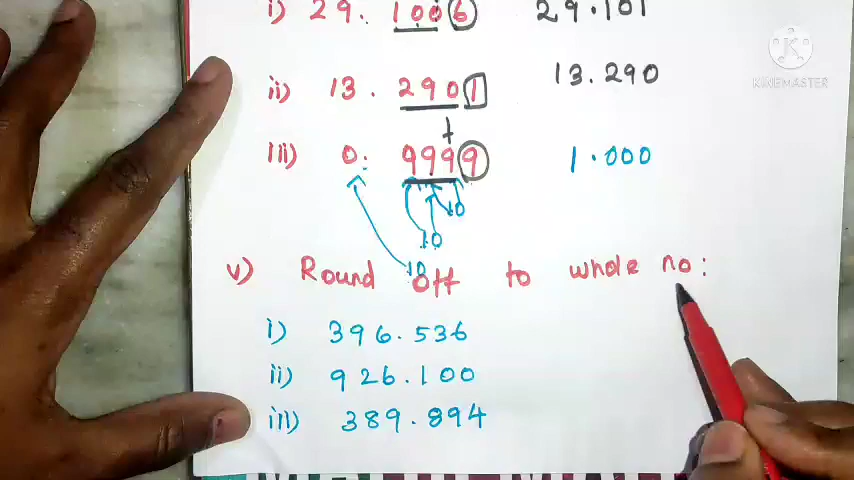 i) 29.1006 29.101
ii) 13.2901 13.290
iii) 0.9999 1.000
10
10
10
v) Round off to whole no:
i) 396.536
ii) 926.100
iii) 389.894
KINEMASTER